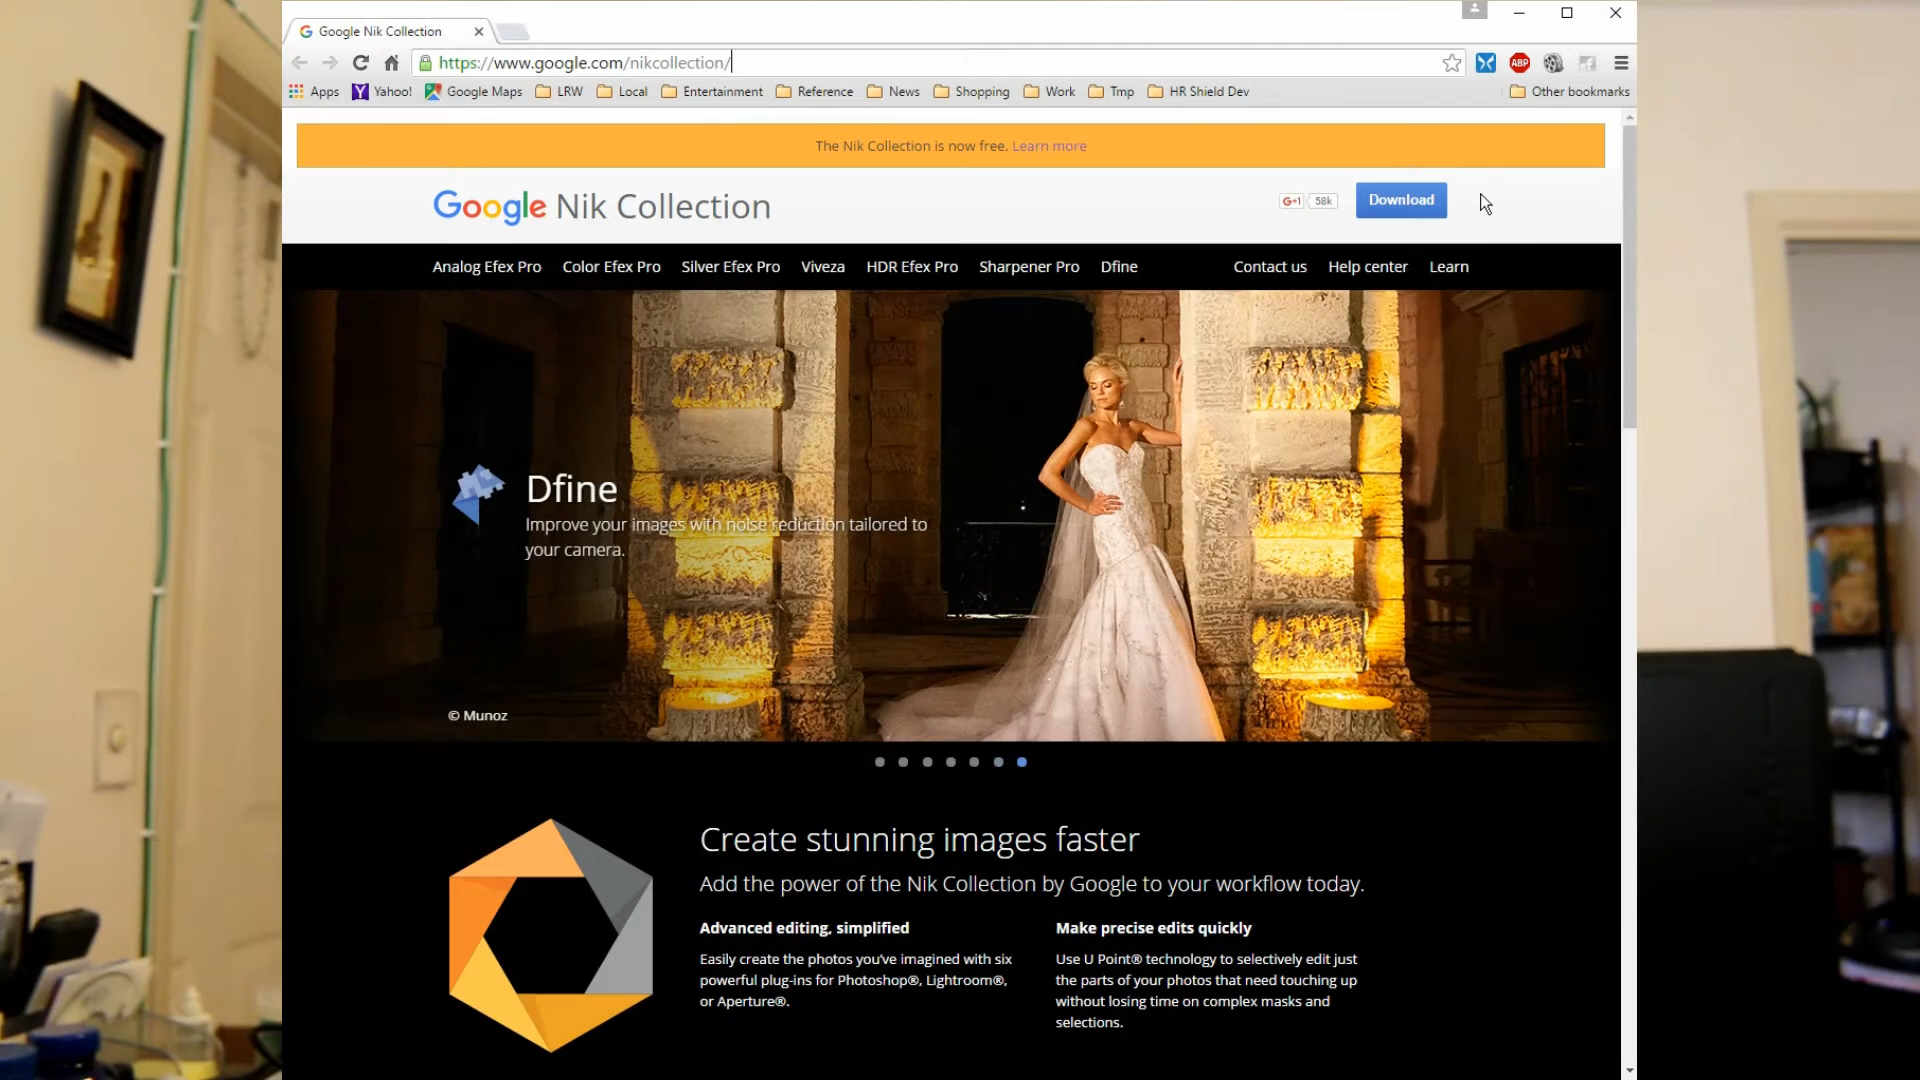 Google Nik Collection
https://www.google.com/nikcollection/
ABP
Apps Yahoo! Google Maps LRW Local Entertainment Reference News Shopping Work Tmp HR Shield Dev Other bookmarks
The Nik Collection is now free. Learn more
Google Nik Collection
G+1 58k Download
Analog Efex Pro Color Efex Pro Silver Efex Pro Viveza HDR Efex Pro Sharpener Pro Dfine Contact us Help center Learn
Dfine
Improve your images with noise reduction tailored to
your camera.
© Munoz
Create stunning images faster
Add the power of the Nik Collection by Google to your workflow today.
Advanced editing, simplified
Easily create the photos you've imagined with six
powerful plug-ins for Photoshop®, Lightroom®,
or Aperture®.
Make precise edits quickly
Use U Point® technology to selectively edit just
the parts of your photos that need touching up
without losing time on complex masks and
selections.